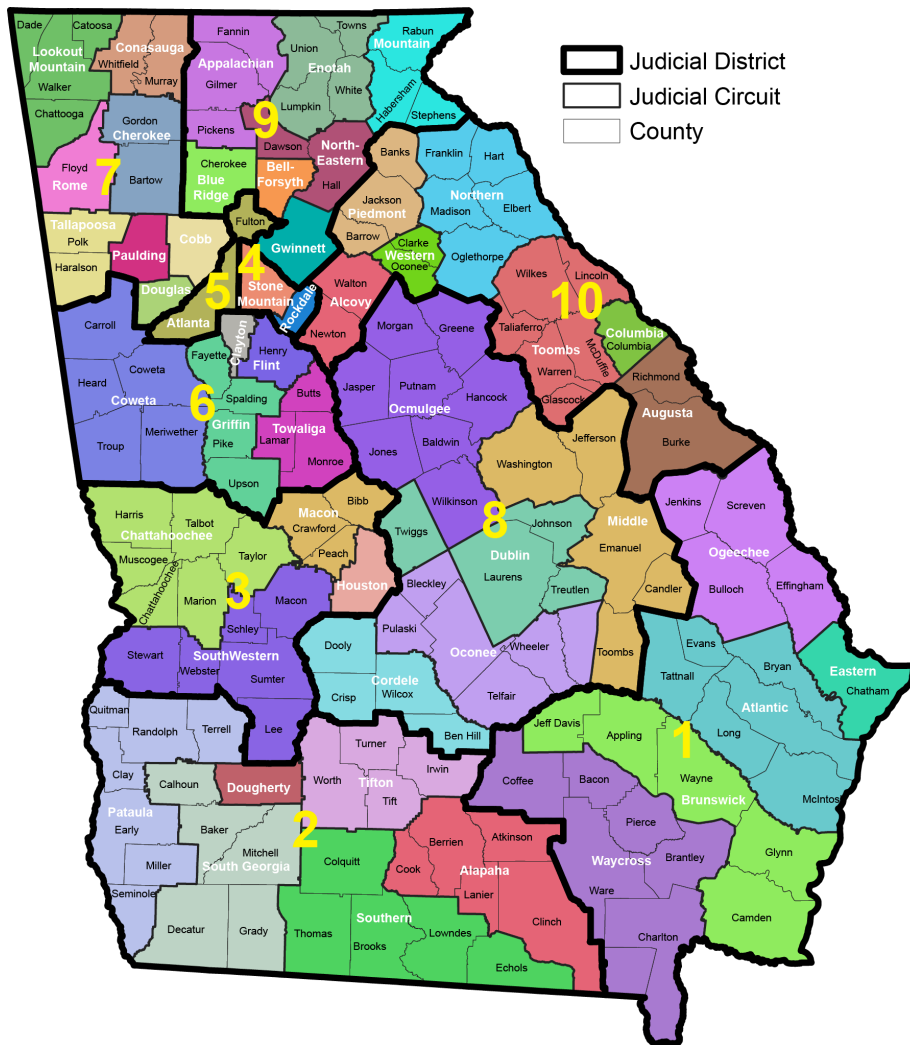 Judicial District
Judicial Circuit
County
Dade
Catoosa
Lookout
Mountain
Walker
Chattooga
Conasauga
Whitfield
Murray
Fannin
Appalachian
Gilmer
Pickens
Towns
Union
Enotah
White
Lumpkin
Rabun
Mountain
Habersham
Stephens
9
Dawson
North-
Eastern
Hall
Gordon
Cherokee
Bartow
7
Floyd
Rome
Cherokee
Blue
Ridge
Bell-
Forsyth
Banks
Jackson
Piedmont
Barrow
Franklin
Hart
Northern
Madison
Elbert
Oglethorpe
Clarke
Western
Oconee
Tallapoosa
Polk
Haralson
Paulding
Cobb
Douglas
Fulton
5
Atlanta
4
Stone
Mountain
Gwinnett
Rockdale
Walton
Alcovy
Newton
Wilkes
Lincoln
10
Taliaferro
Toombs
McDuffie
Warren
Glascock
Columbia
Columbia
Richmond
Augusta
Burke
Carroll
Coweta
Heard
Coweta
Troup
Meriwether
Clayton
Fayette
Henry
Flint
6
Spalding
Griffin
Pike
Upson
Butts
Towaliga
Lamar
Monroe
Morgan
Greene
Jasper
Putnam
Hancock
Ocmulgee
Jones
Baldwin
Wilkinson
Jefferson
Washington
8
Middle
Emanuel
Candler
Toombs
Twiggs
Johnson
Dublin
Laurens
Treutlen
Jenkins
Screven
Ogeechee
Bulloch
Effingham
Harris
Talbot
Chattahoochee
Taylor
Muscogee
Chattahoochee
Marion
3
Macon
Bibb
Crawford
Peach
Houston
Macon
Schley
Stewart
SouthWestern
Webster
Sumter
Lee
Bleckley
Pulaski
Oconee
Wheeler
Telfair
Dooly
Cordele
Crisp
Wilcox
Ben Hill
Evans
Tattnall
Bryan
Atlantic
Long
McIntos
Eastern
Chatham
Quitman
Randolph
Terrell
Clay
Pataula
Early
Miller
Seminole
Calhoun
Dougherty
Baker
Mitchell
South Georgia
Decatur
Grady
2
Turner
Worth
Tifton
Irwin
Tift
Colquitt
Southern
Thomas
Brooks
Lowndes
Echols
Berrien
Atkinson
Cook
Alapaha
Lanier
Clinch
Jeff Davis
Appling
1
Wayne
Brunswick
Glynn
Camden
Coffee
Bacon
Pierce
Waycross
Brantley
Ware
Charlton